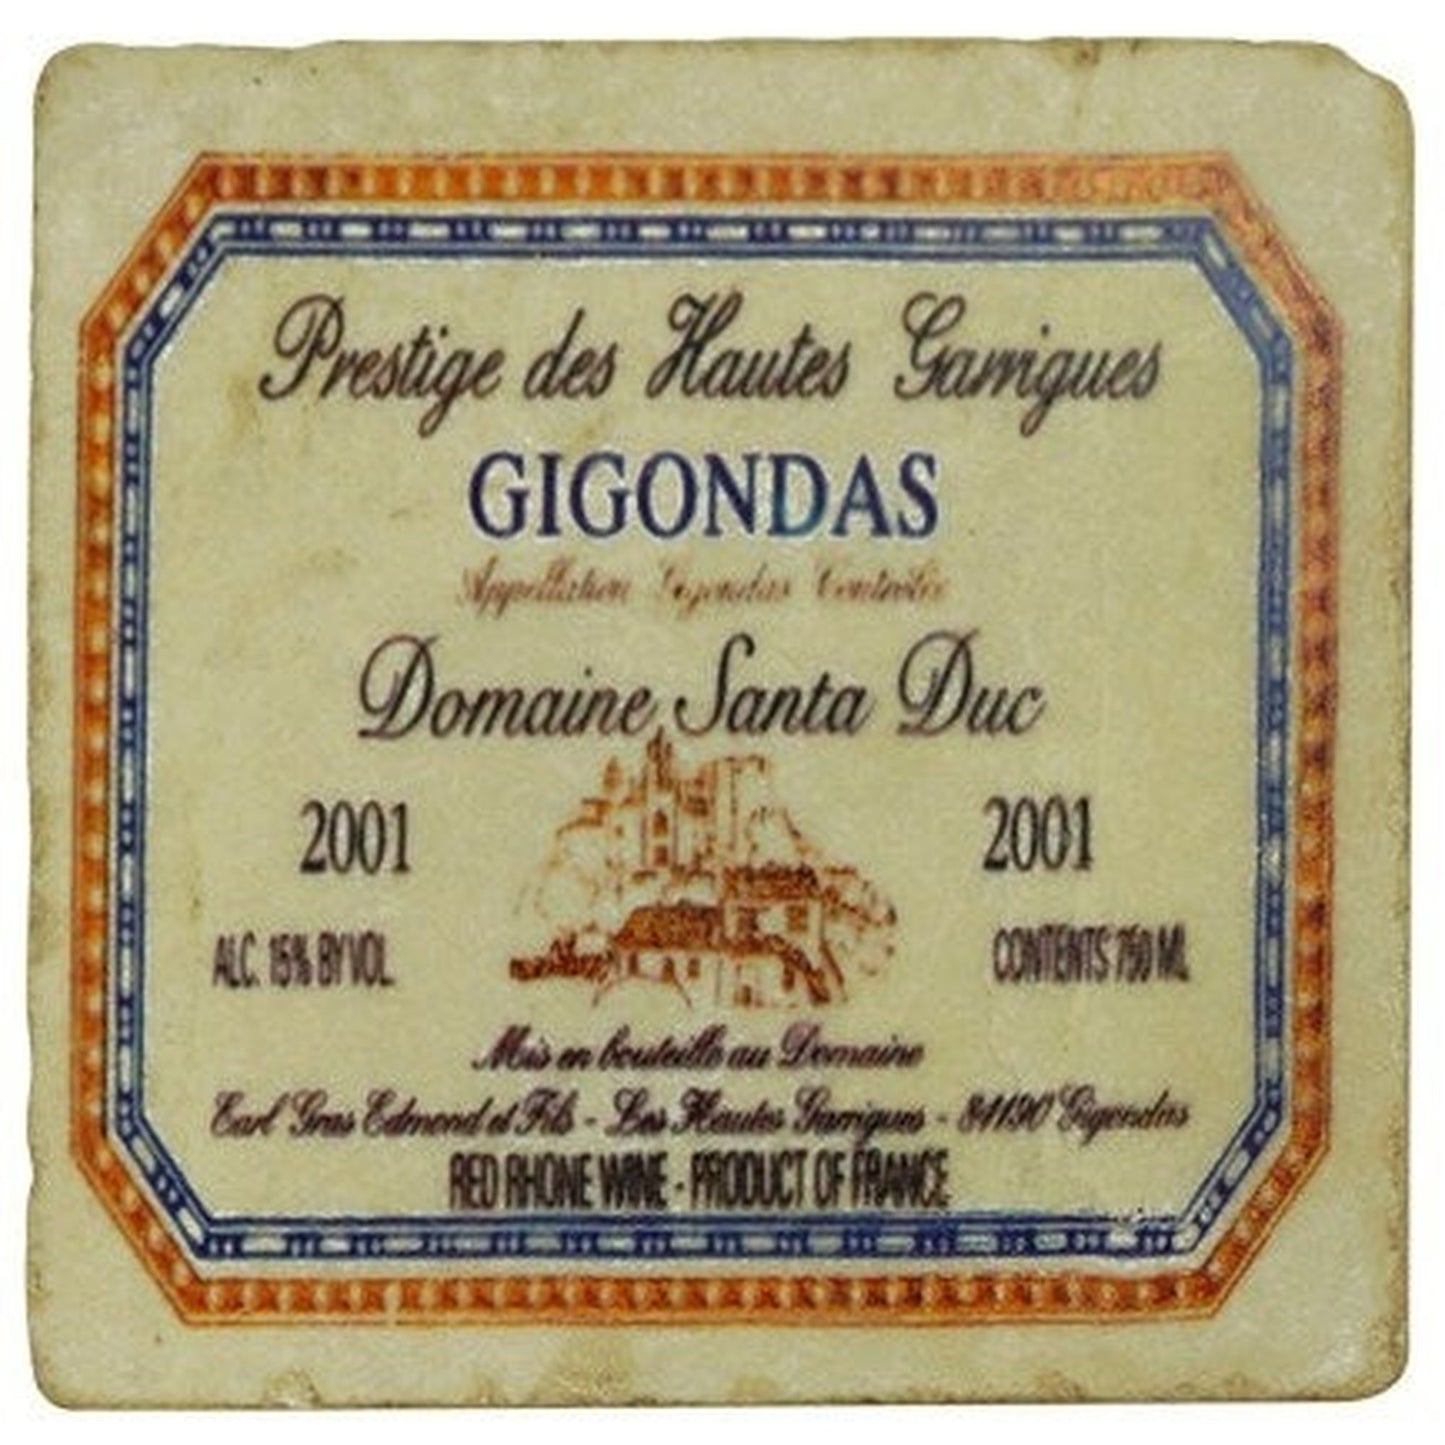 Prestige des Hautes Garrigues
GIGONDAS
Appellation Gigondas Contrôlée
Domaine Santa Duc
2001 2001
ALC. 15% BY VOL. CONTENTS 750 ML
Mis en bouteille au Domaine
Earl Gras Edmond et Fils - Les Hautes Garrigues - 84190 Gigondas
RED RHONE WINE - PRODUCT OF FRANCE